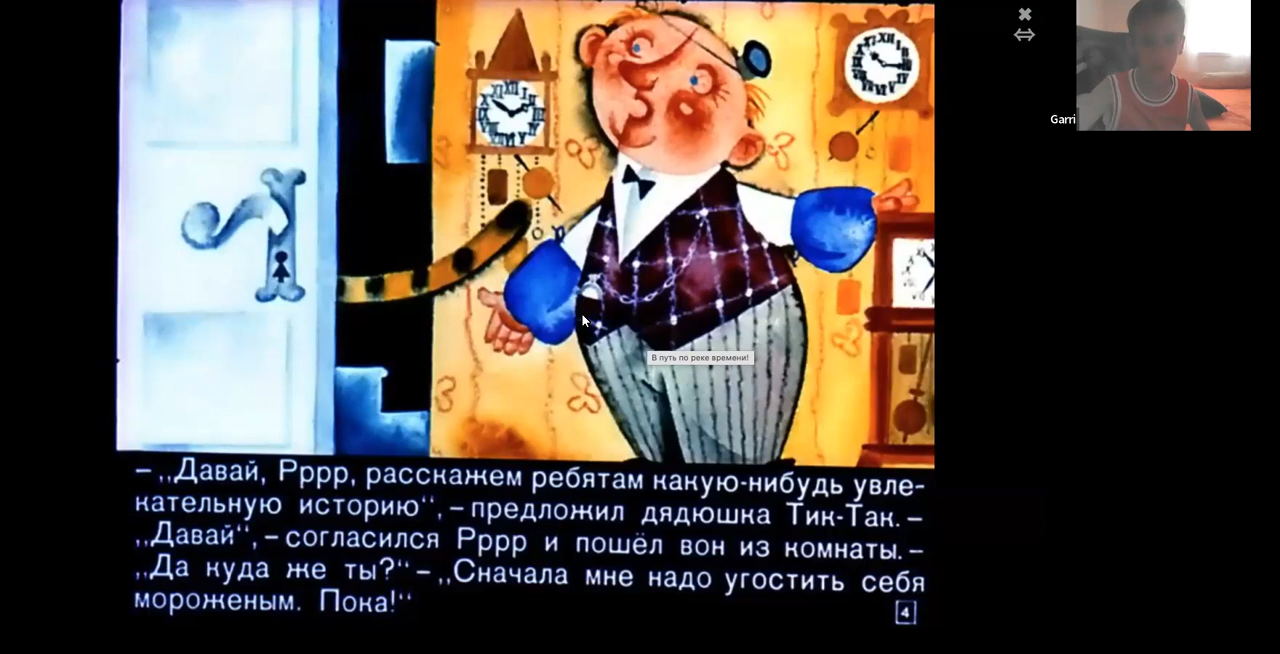 Garri
В путь по реке времени!
– „Давай, Рррр, расскажем ребятам какую-нибудь увле-
кательную историю“, – предложил дядюшка Тик-Так. –
„Давай“, – согласился Рррр и пошёл вон из комнаты. –
„Да куда же ты?“ – „Сначала мне надо угостить себя
мороженым. Пока!“
4